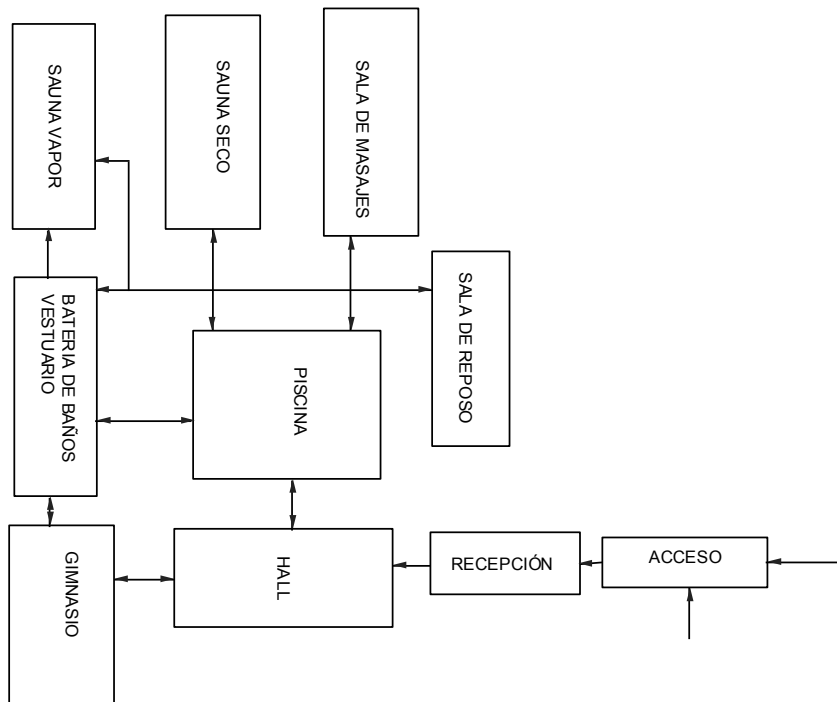 SAUNA VAPOR
SAUNA SECO
SALA DE MASAJES
SALA DE REPOSO
BATERIA DE BAÑOS
VESTUARIO
PISCINA
GIMNASIO
HALL
RECEPCIÓN
ACCESO